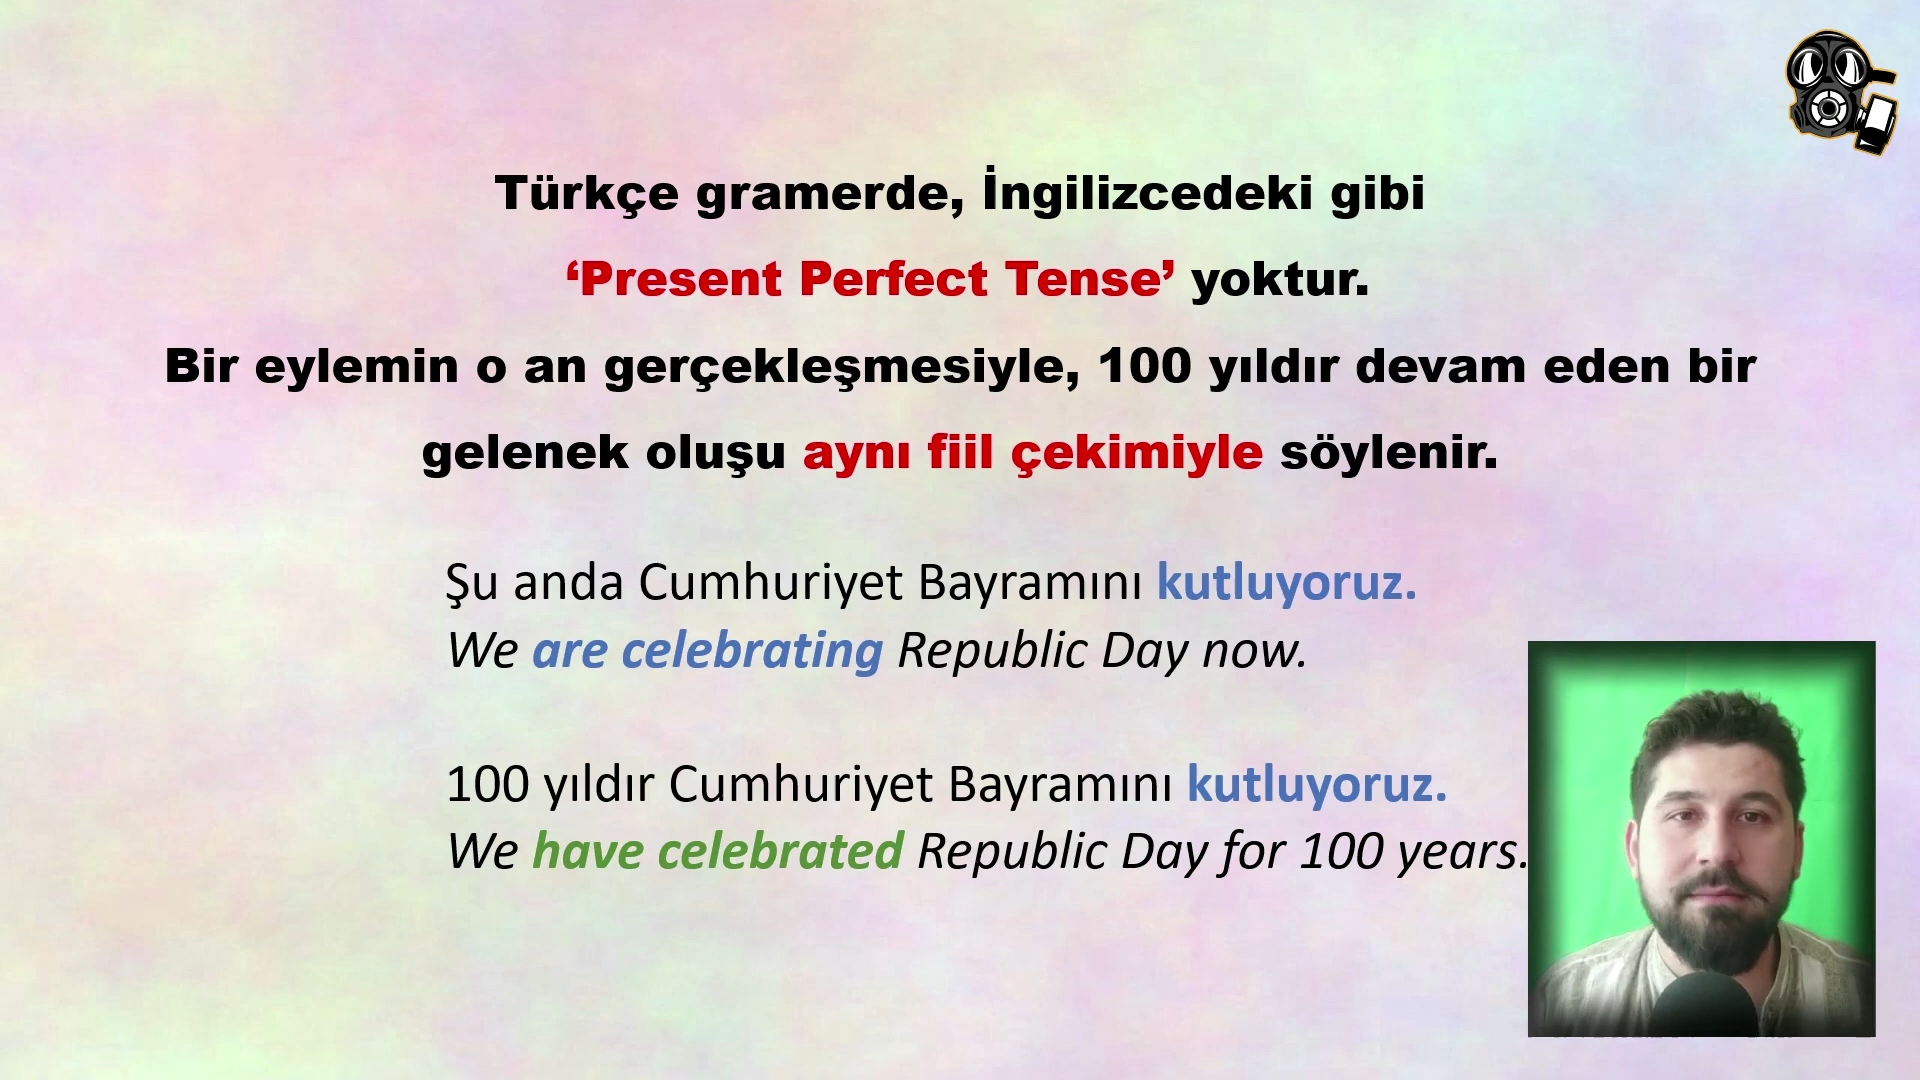 Türkçe gramerde, İngilizcedeki gibi
‘Present Perfect Tense’ yoktur.
Bir eylemin o an gerçekleşmesiyle, 100 yıldır devam eden bir
gelenek oluşu aynı fiil çekimiyle söylenir.
Şu anda Cumhuriyet Bayramını kutluyoruz.
We are celebrating Republic Day now.
100 yıldır Cumhuriyet Bayramını kutluyoruz.
We have celebrated Republic Day for 100 years.